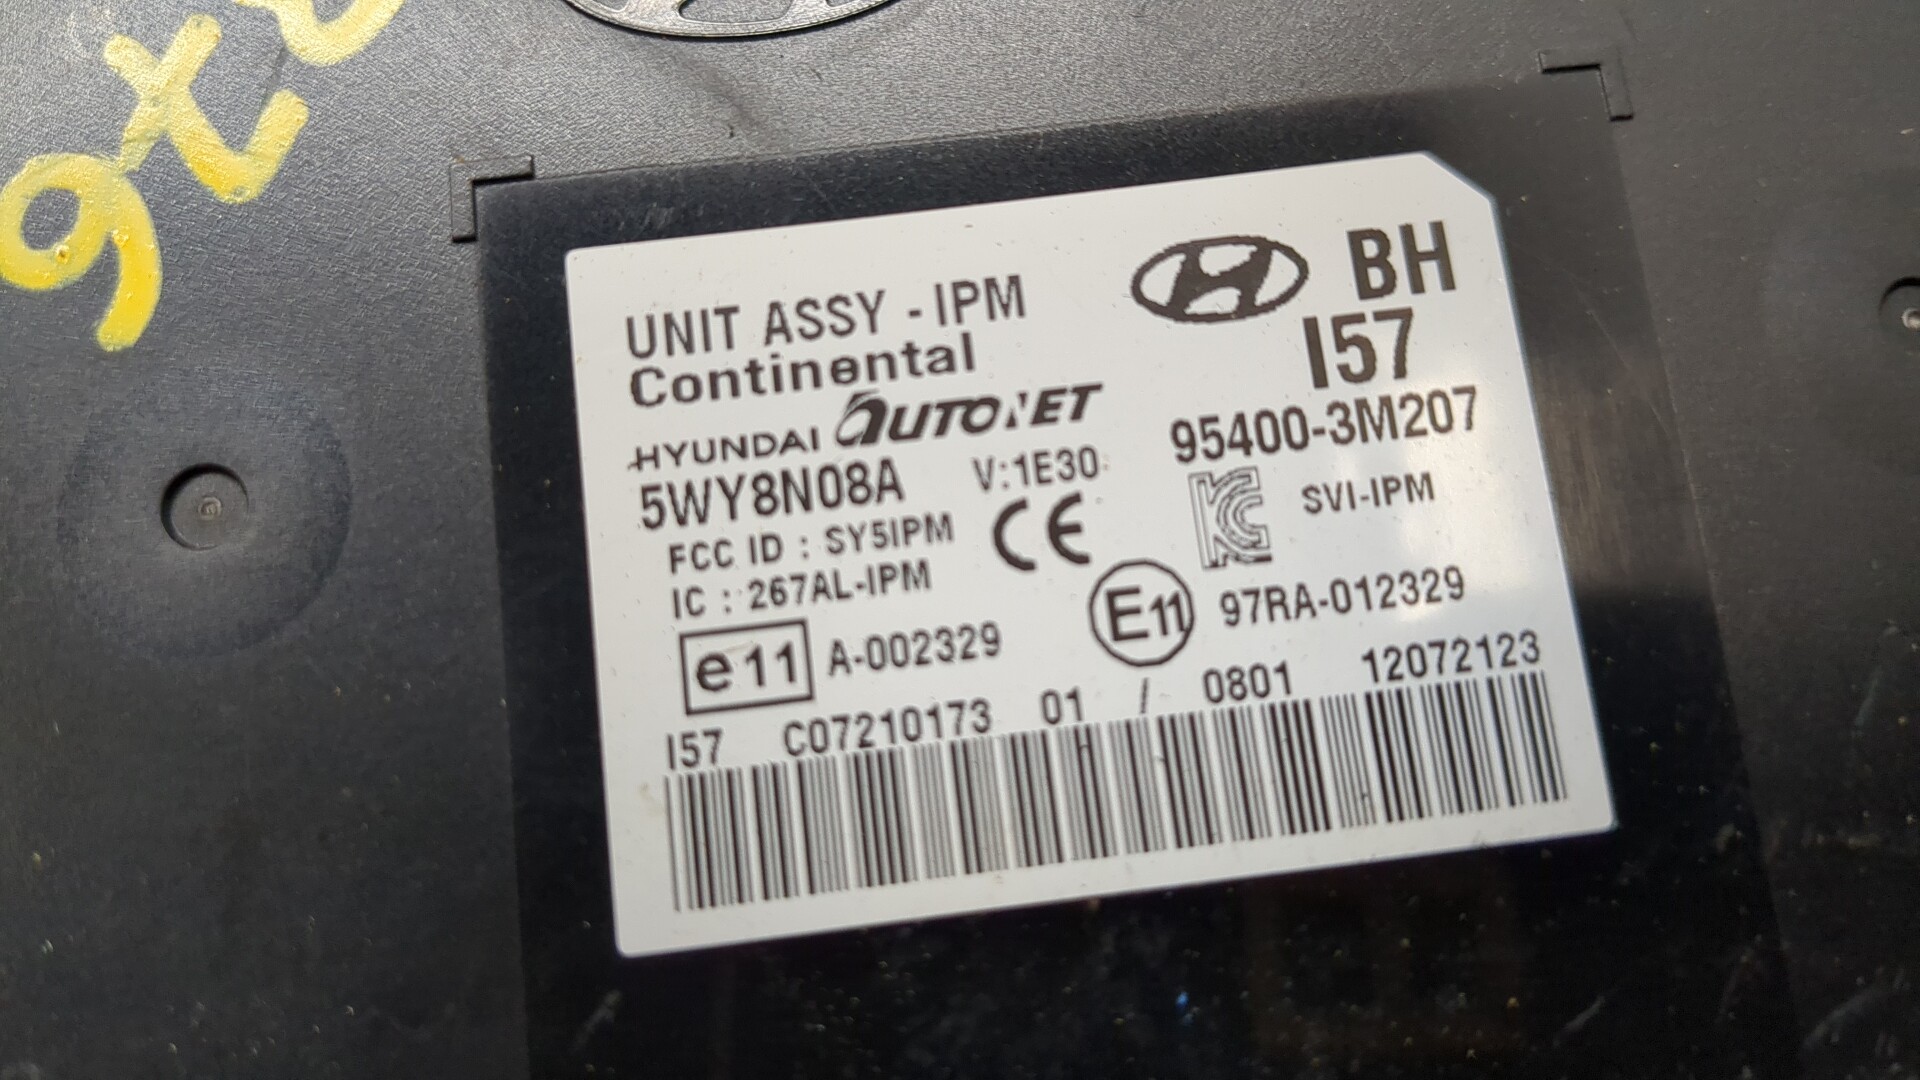 UNIT ASSY - IPM
BH
Continental
I57
HYUNDAI AUTONET
95400-3M207
5WY8N08A V:1E30
SVI-IPM
FCC ID : SY5IPM CE
IC : 267AL-IPM
e11 A-002329 E11 97RA-012329
I57 C07210173 01 / 0801 12072123